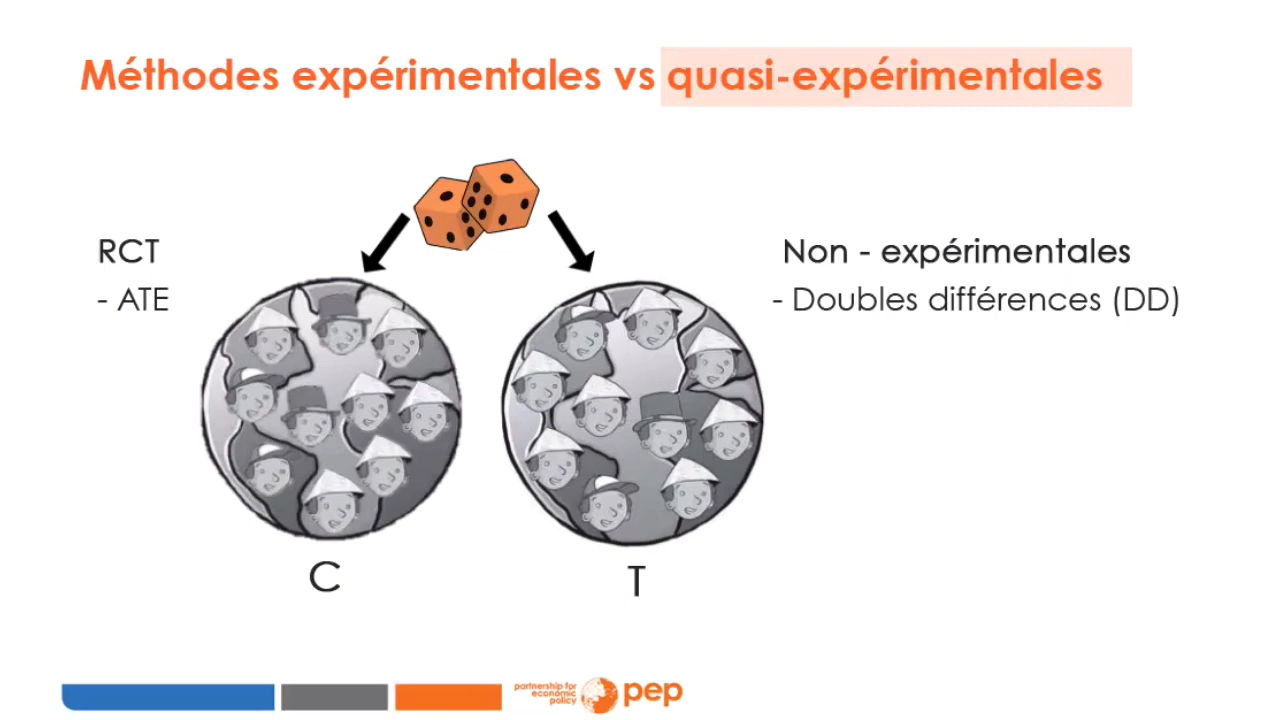 Méthodes expérimentales vs quasi-expérimentales
RCT
- ATE
Non - expérimentales
- Doubles différences (DD)
C
T
partnership for
economic
policy
pep